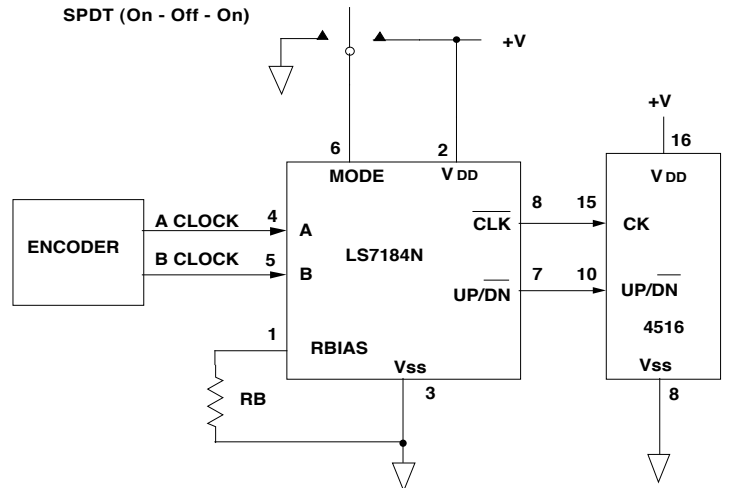 SPDT (On - Off - On)
+V
+V
6
2
16
MODE
V DD
V DD
8
15
CLK
CK
A CLOCK
4
A
ENCODER
LS7184N
B CLOCK
5
B
7
10
UP/DN
UP/DN
4516
1
RBIAS
Vss
Vss
3
8
RB